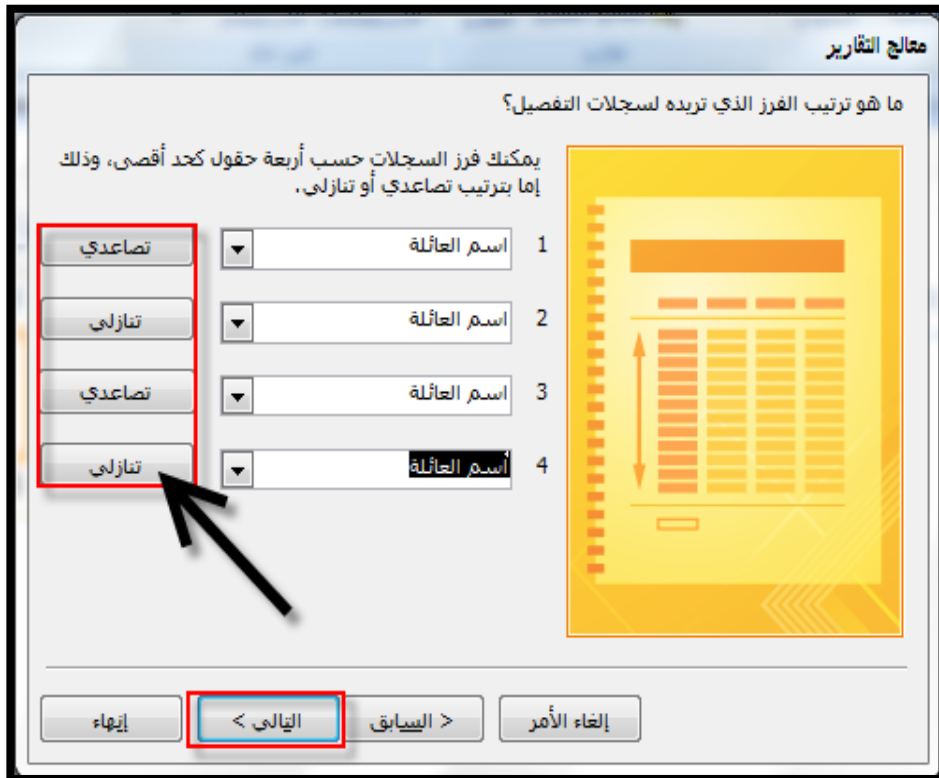 معالج التقارير
ما هو ترتيب الفرز الذي تريده لسجلات التفصيل؟
يمكنك فرز السجلات حسب أربعة حقول كحد أقصى، وذلك
إما بترتيب تصاعدي أو تنازلي.
1 اسم العائلة تصاعدي
2 اسم العائلة تنازلي
3 اسم العائلة تصاعدي
4 اسم العائلة تنازلي
إلغاء الأمر < السابق التالي > إنهاء